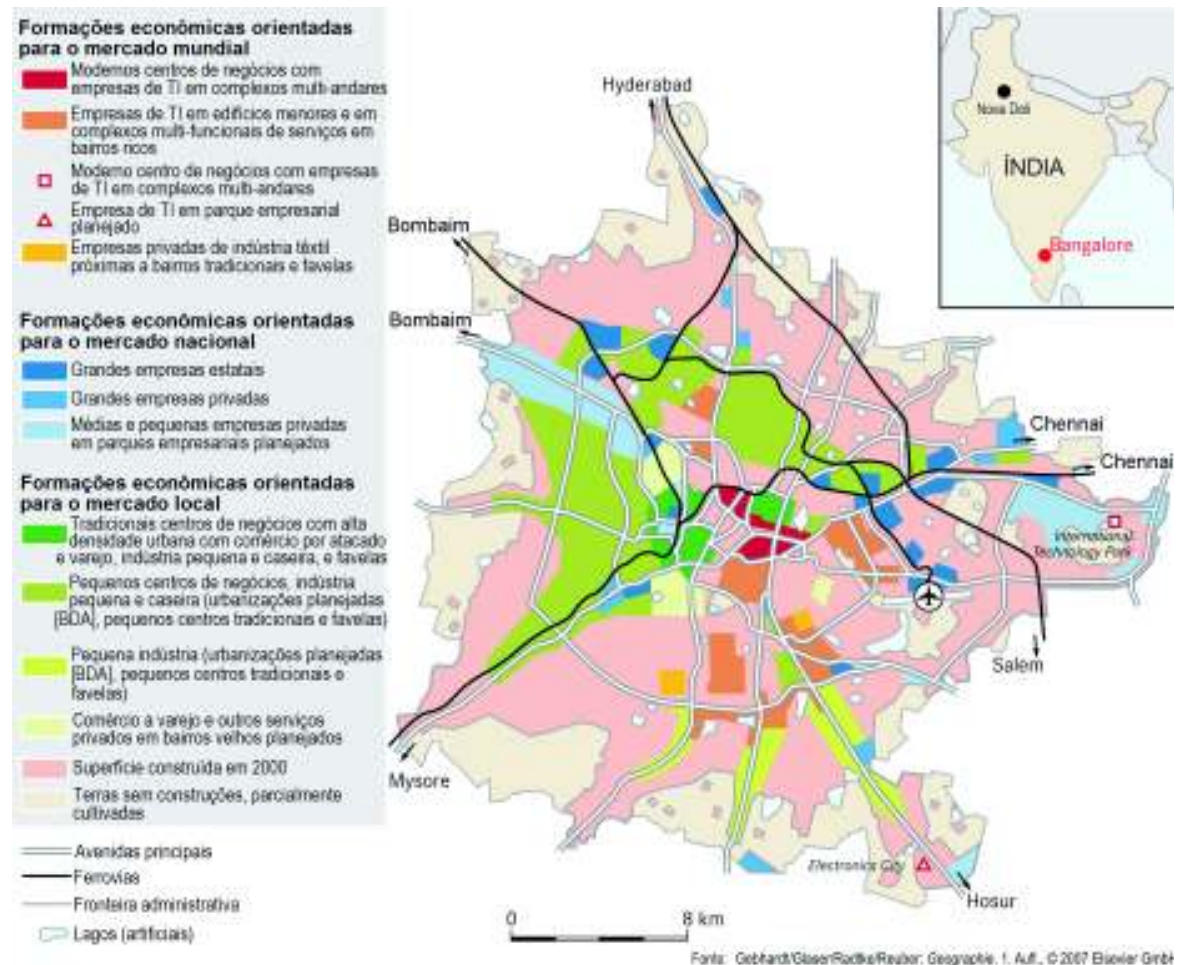 Formações econômicas orientadas
para o mercado mundial
Modernos centros de negócios com
empresas de TI em complexos multi-andares
Empresas de TI em edifícios menores e em
complexos multi-funcionais de serviços em
bairros ricos
Moderno centro de negócios com empresas
de TI em complexos multi-andares
Empresa de TI em parque empresarial
planejado
Empresas privadas de indústria têxtil
próximas a bairros tradicionais e favelas
Formações econômicas orientadas
para o mercado nacional
Grandes empresas estatais
Grandes empresas privadas
Médias e pequenas empresas privadas
em parques empresariais planejados
Formações econômicas orientadas
para o mercado local
Tradicionais centros de negócios com alta
densidade urbana com comércio por atacado
e varejo, indústria pequena e caseira, e favelas
Pequenos centros de negócios, indústria
pequena e caseira (urbanizações planejadas
[BDA], pequenos centros tradicionais e favelas)
Pequena indústria (urbanizações planejadas
[BDA], pequenos centros tradicionais e
favelas)
Comércio a varejo e outros serviços
privados em bairros velhos planejados
Superfície construída em 2000
Terras sem construções, parcialmente
cultivadas
Avenidas principais
Ferrovias
Fronteira administrativa
Lagos (artificiais)
Hyderabad
Bombaim
Bombaim
Chennai
Chennai
International
Technology Park
Salem
Mysore
Electronics City
Hosur
Nova Deli
ÍNDIA
Bangalore
0 8 km
Fonte: Gebhardt/Glaser/Radtke/Reuber: Geographie, 1. Aufl., © 2007 Elsevier GmbH